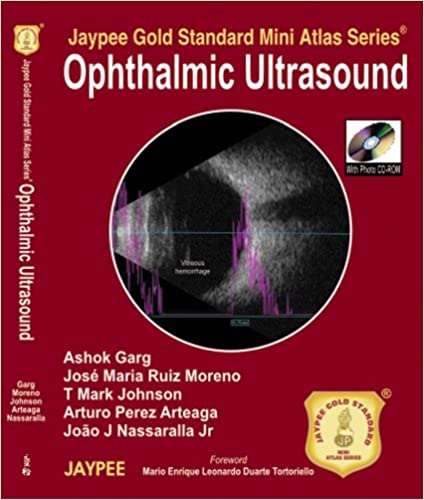 Jaypee Gold Standard Mini Atlas Series®
Ophthalmic Ultrasound
With Photo CD-ROM
Vitreous
hemorrhage
Ashok Garg
José Maria Ruiz Moreno
T Mark Johnson
Arturo Perez Arteaga
João J Nassaralla Jr
Foreword
Mario Enrique Leonardo Duarte Tortoriello
JAYPEE
JAYPEE GOLD STANDARD
JP
MINI
ATLAS SERIES
Jaypee Gold Standard Mini Atlas Series®
Ophthalmic Ultrasound
Garg
Moreno
Johnson
Arteaga
Nassaralla